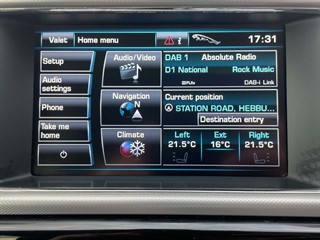 Valet Home menu i 17:31
Setup
Audio/Video
DAB 1 Absolute Radio
D1 National Rock Music
DAB-i Link
Audio
settings
Navigation
N
Current position
STATION ROAD, HEBBU...
Destination entry
Phone
Take me
home
Climate
Left Ext Right
21.5°C 16°C 21.5°C